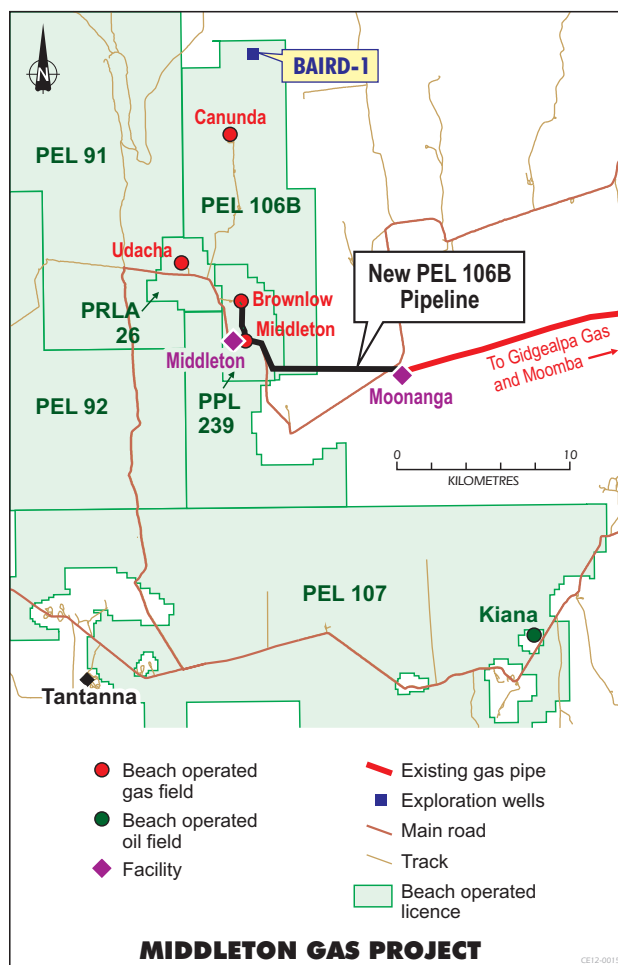 N
BAIRD-1
Canunda
PEL 91
PEL 106B
Udacha
New PEL 106B
Pipeline
Brownlow
PRLA
26
Middleton
Middleton
To Gidgealpa Gas
and Moomba
Moonanga
PPL
239
PEL 92
0 10
KILOMETRES
PEL 107
Kiana
Tantanna
Beach operated
gas field
Beach operated
oil field
Facility
Existing gas pipe
Exploration wells
Main road
Track
Beach operated
licence
MIDDLETON GAS PROJECT
CE12-0015